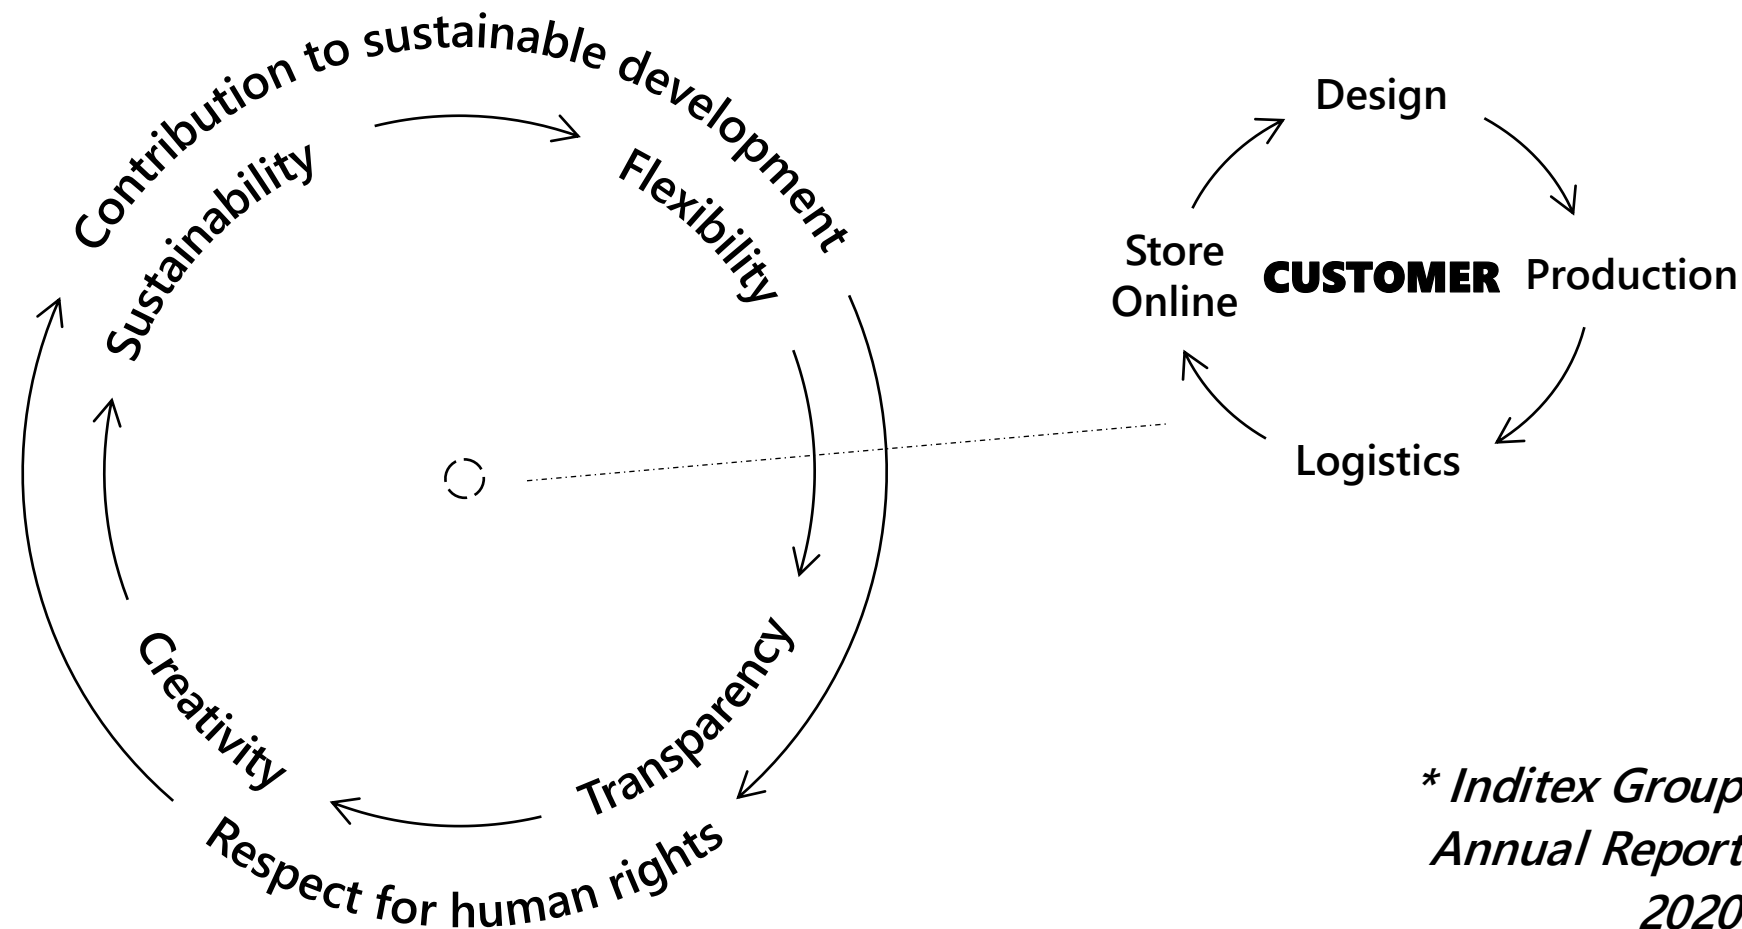 Contribution to sustainable development
Sustainability
Flexibility
Transparency
Creativity
Respect for human rights
Design
Store
Online
CUSTOMER
Production
Logistics
* Inditex Group
Annual Report
2020